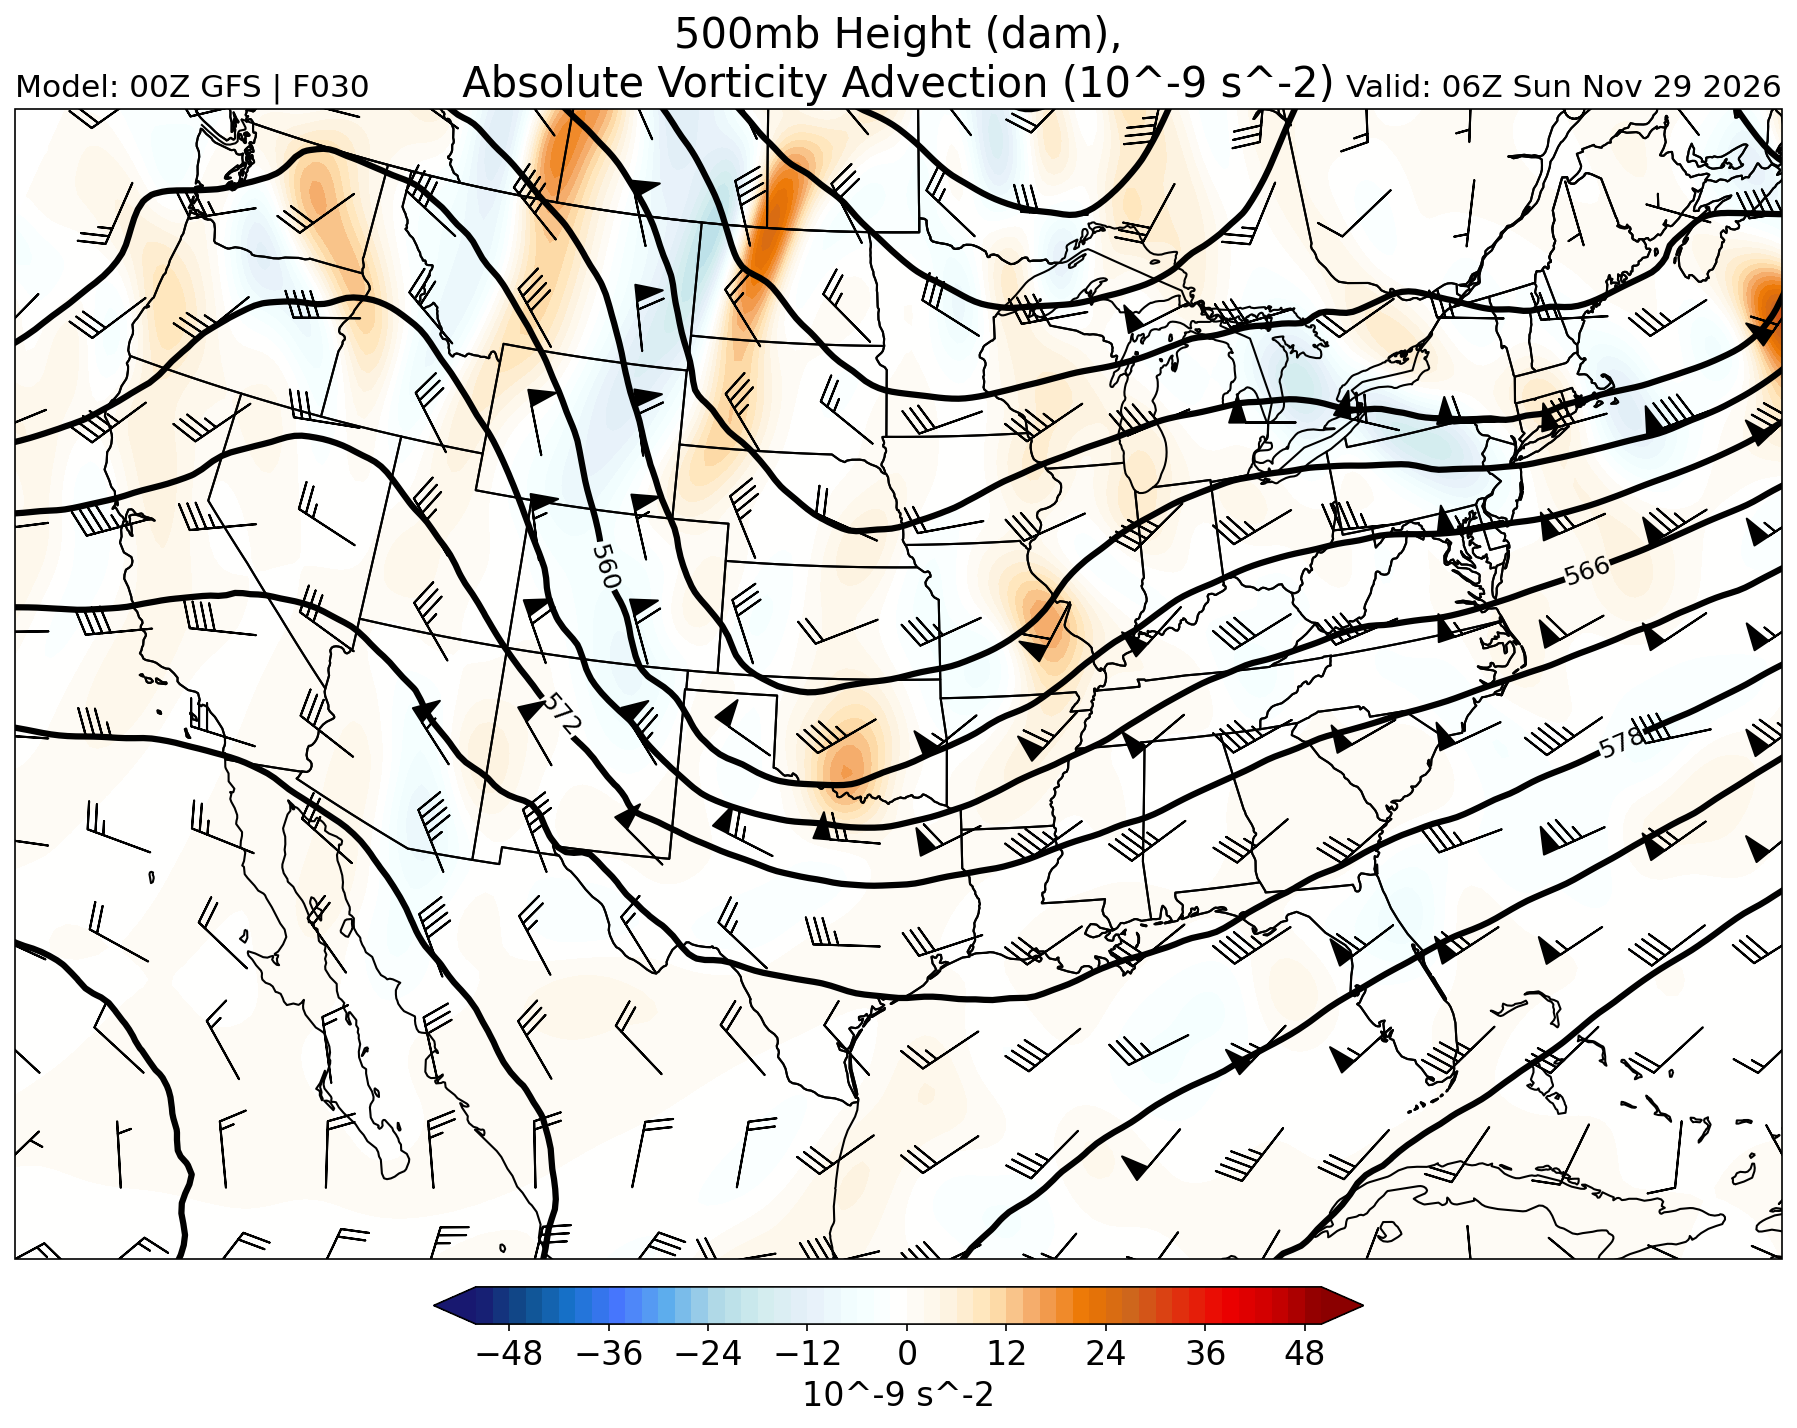 500mb Height (dam),
Absolute Vorticity Advection (10^-9 s^-2)
Model: 00Z GFS | F030
Valid: 06Z Sun Nov 29 2026
560
566
572
578
−48 −36 −24 −12 0 12 24 36 48
10^-9 s^-2